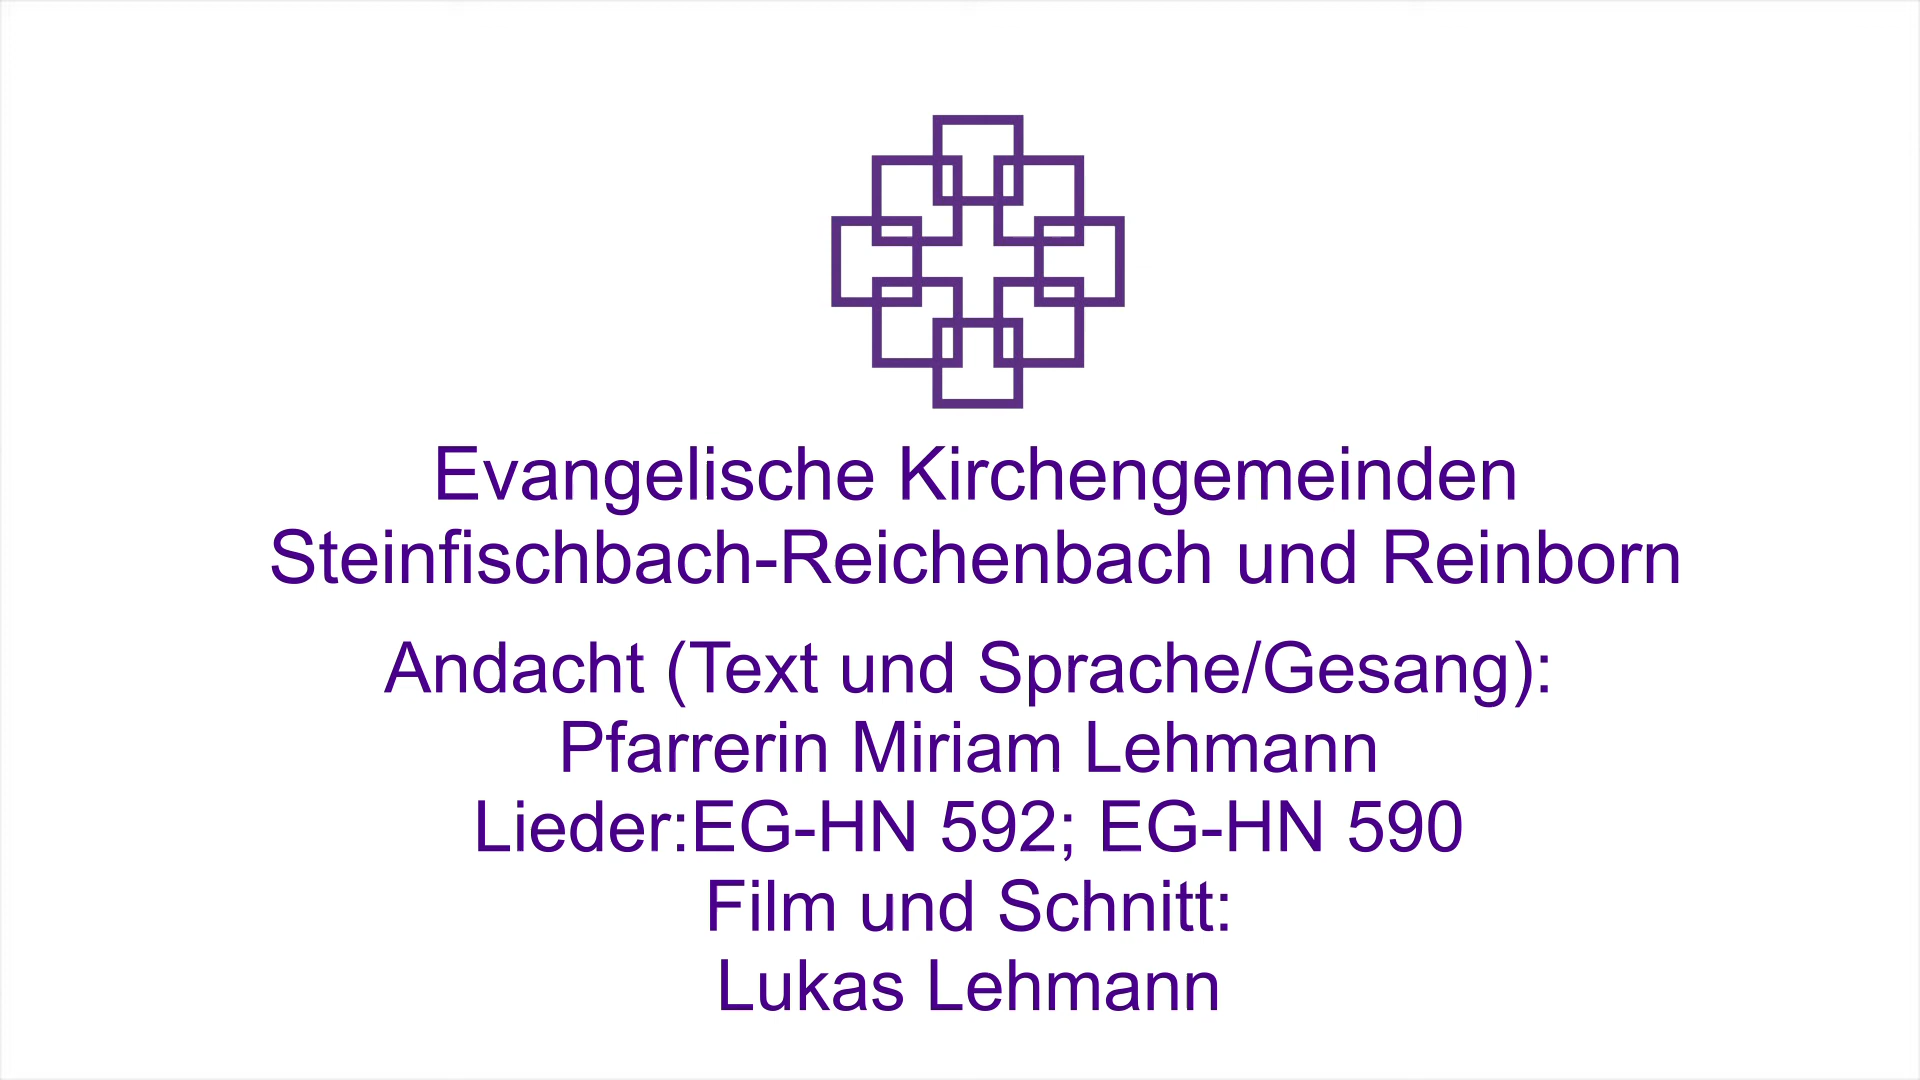 Evangelische Kirchengemeinden
Steinfischbach-Reichenbach und Reinborn
Andacht (Text und Sprache/Gesang):
Pfarrerin Miriam Lehmann
Lieder:EG-HN 592; EG-HN 590
Film und Schnitt:
Lukas Lehmann